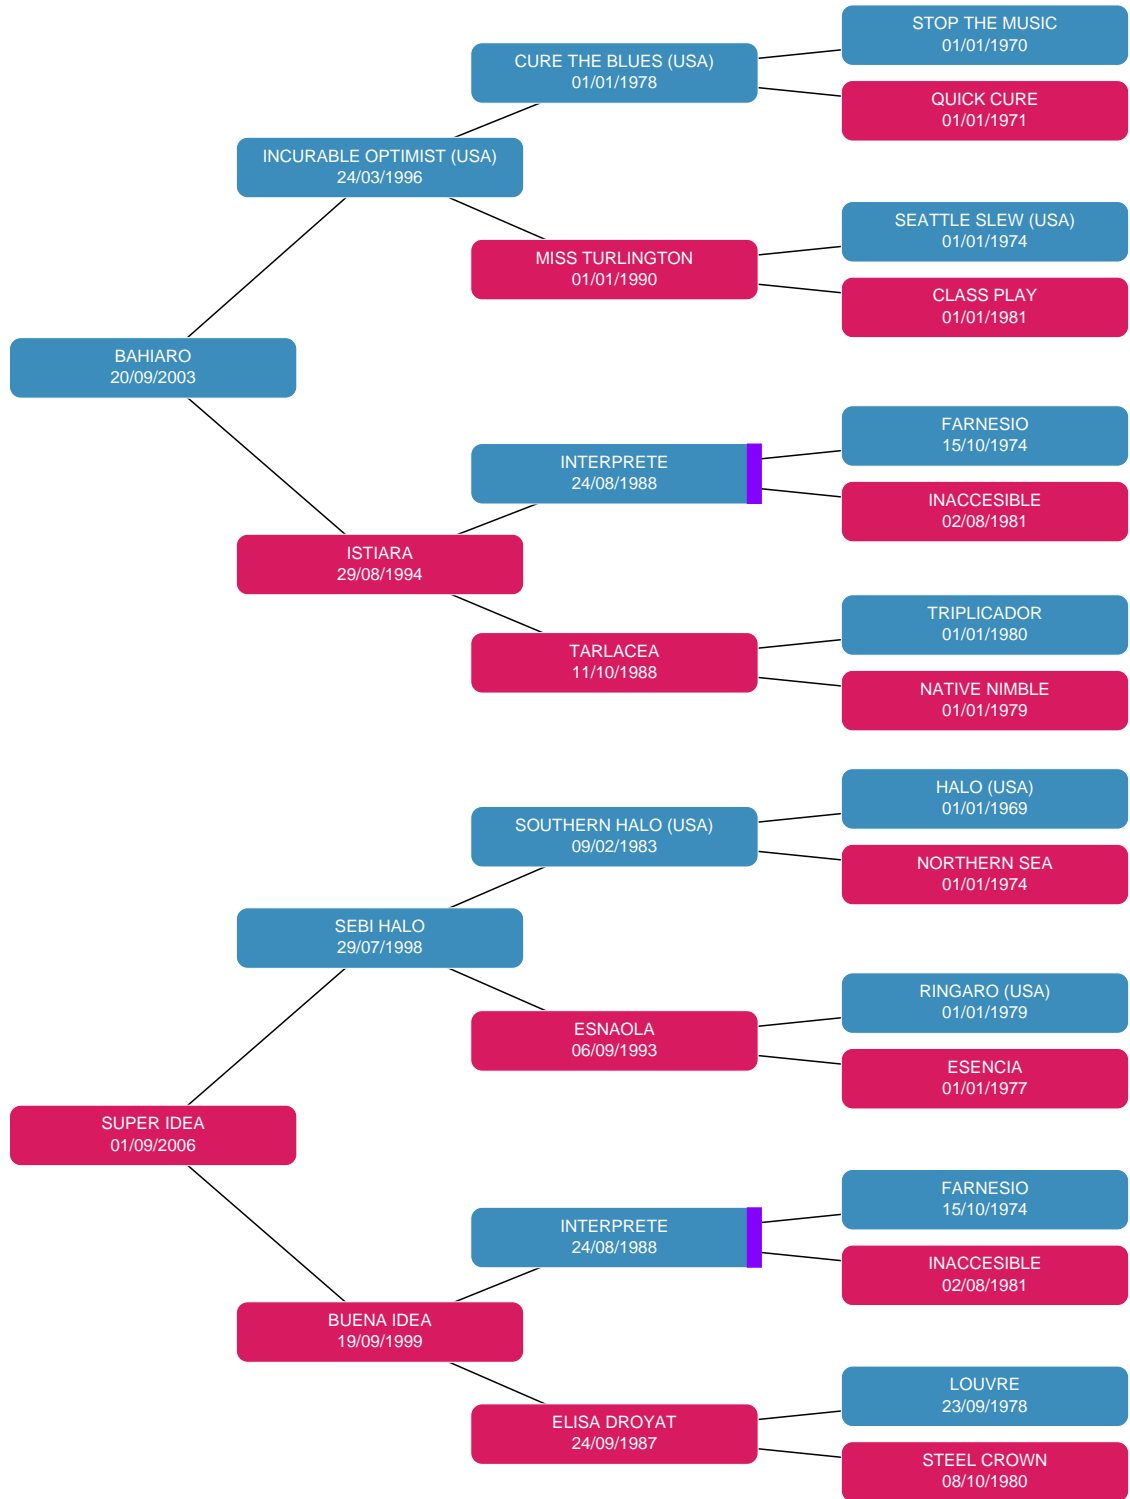 STOP THE MUSIC
01/01/1970
CURE THE BLUES (USA)
01/01/1978
QUICK CURE
01/01/1971
INCURABLE OPTIMIST (USA)
24/03/1996
SEATTLE SLEW (USA)
01/01/1974
MISS TURLINGTON
01/01/1990
CLASS PLAY
01/01/1981
BAHIARO
20/09/2003
FARNESIO
15/10/1974
INTERPRETE
24/08/1988
INACCESIBLE
02/08/1981
ISTIARA
29/08/1994
TRIPLICADOR
01/01/1980
TARLACEA
11/10/1988
NATIVE NIMBLE
01/01/1979
HALO (USA)
01/01/1969
SOUTHERN HALO (USA)
09/02/1983
NORTHERN SEA
01/01/1974
SEBI HALO
29/07/1998
RINGARO (USA)
01/01/1979
ESNAOLA
06/09/1993
ESENCIA
01/01/1977
SUPER IDEA
01/09/2006
FARNESIO
15/10/1974
INTERPRETE
24/08/1988
INACCESIBLE
02/08/1981
BUENA IDEA
19/09/1999
LOUVRE
23/09/1978
ELISA DROYAT
24/09/1987
STEEL CROWN
08/10/1980